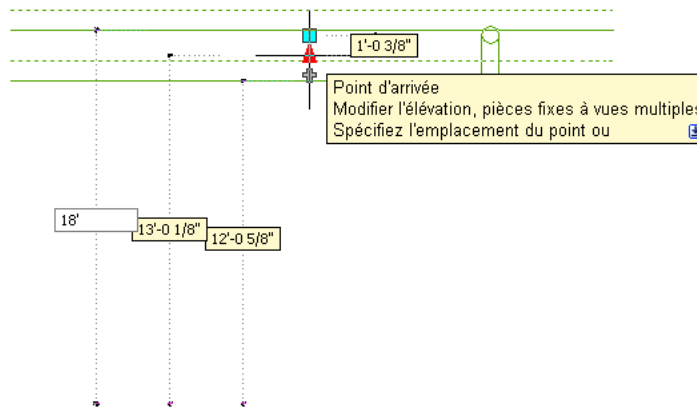 1'-0 3/8"
Point d'arrivée
Modifier l'élévation, pièces fixes à vues multiples
Spécifiez l'emplacement du point ou
18'
13'-0 1/8"
12'-0 5/8"